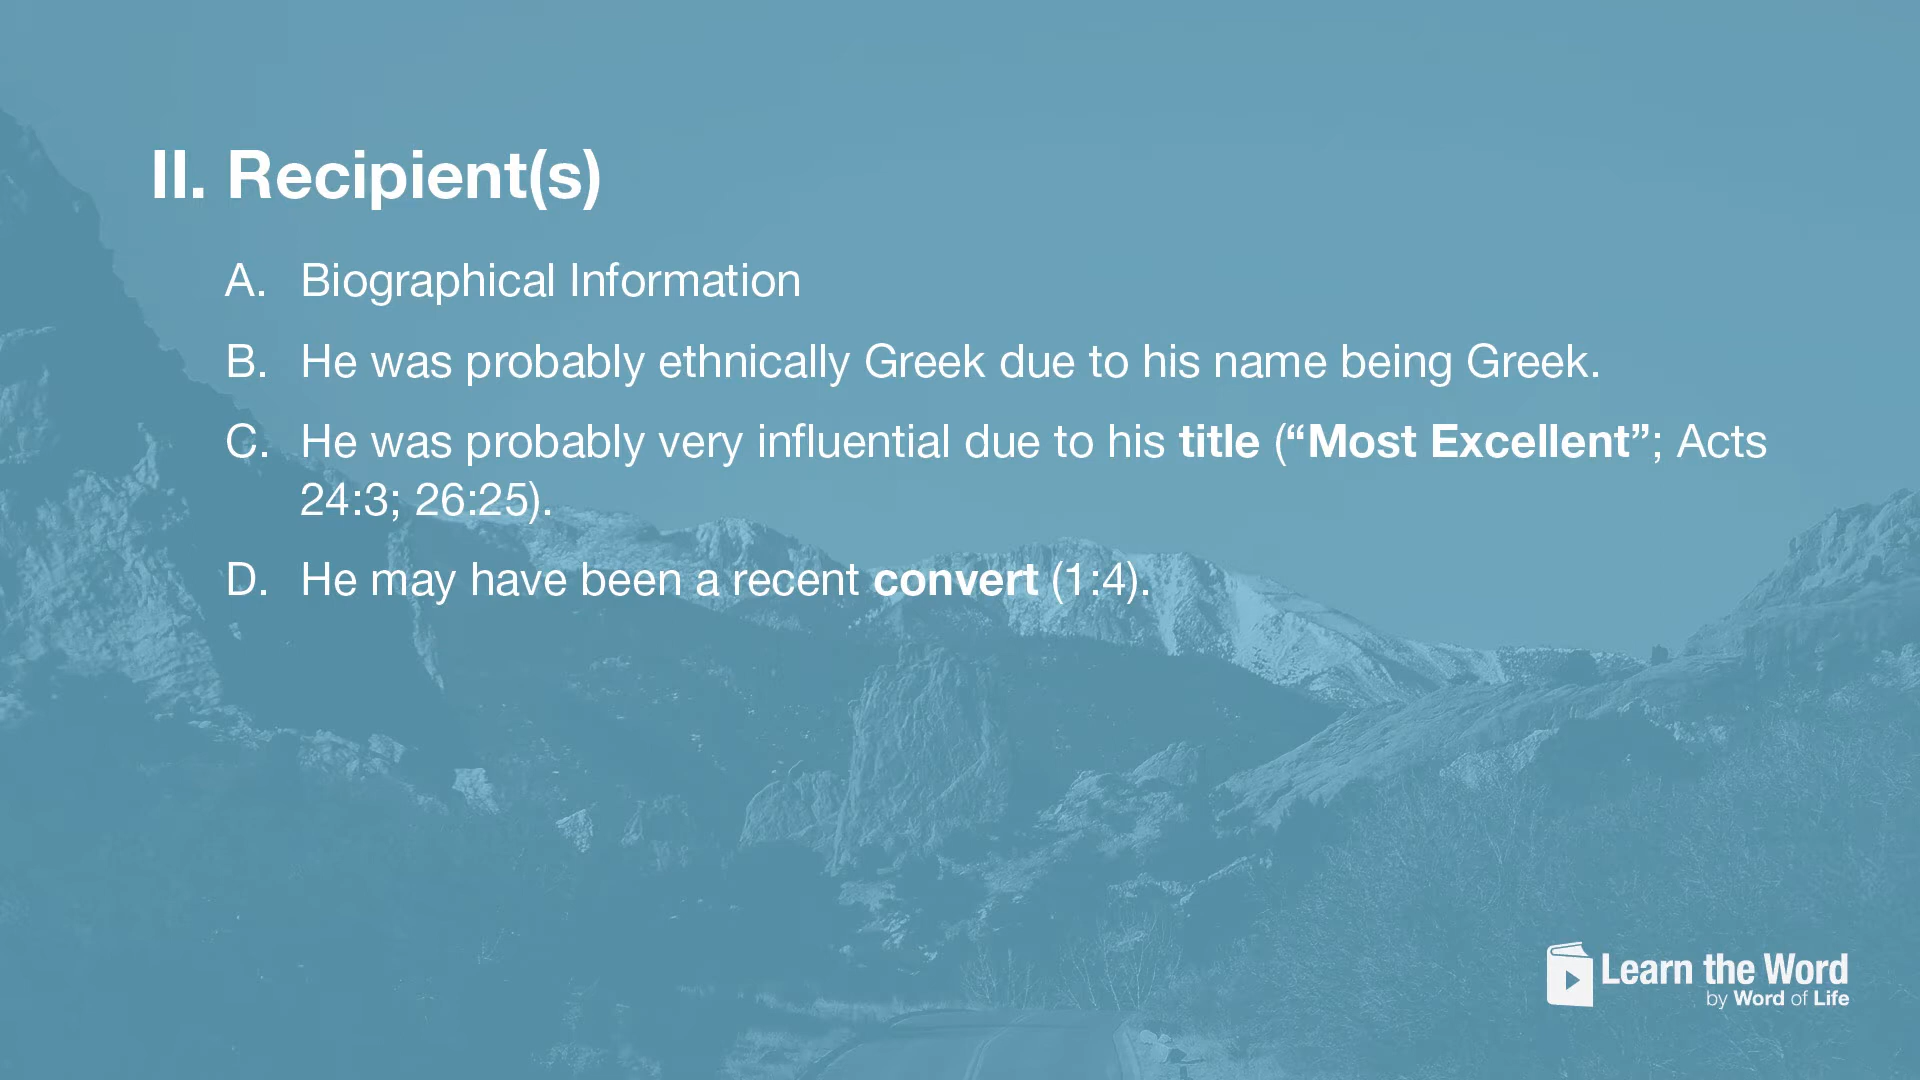 II. Recipient(s)
A. Biographical Information
B. He was probably ethnically Greek due to his name being Greek.
C. He was probably very influential due to his title (“Most Excellent”; Acts
24:3; 26:25).
D. He may have been a recent convert (1:4).
Learn the Word
by Word of Life